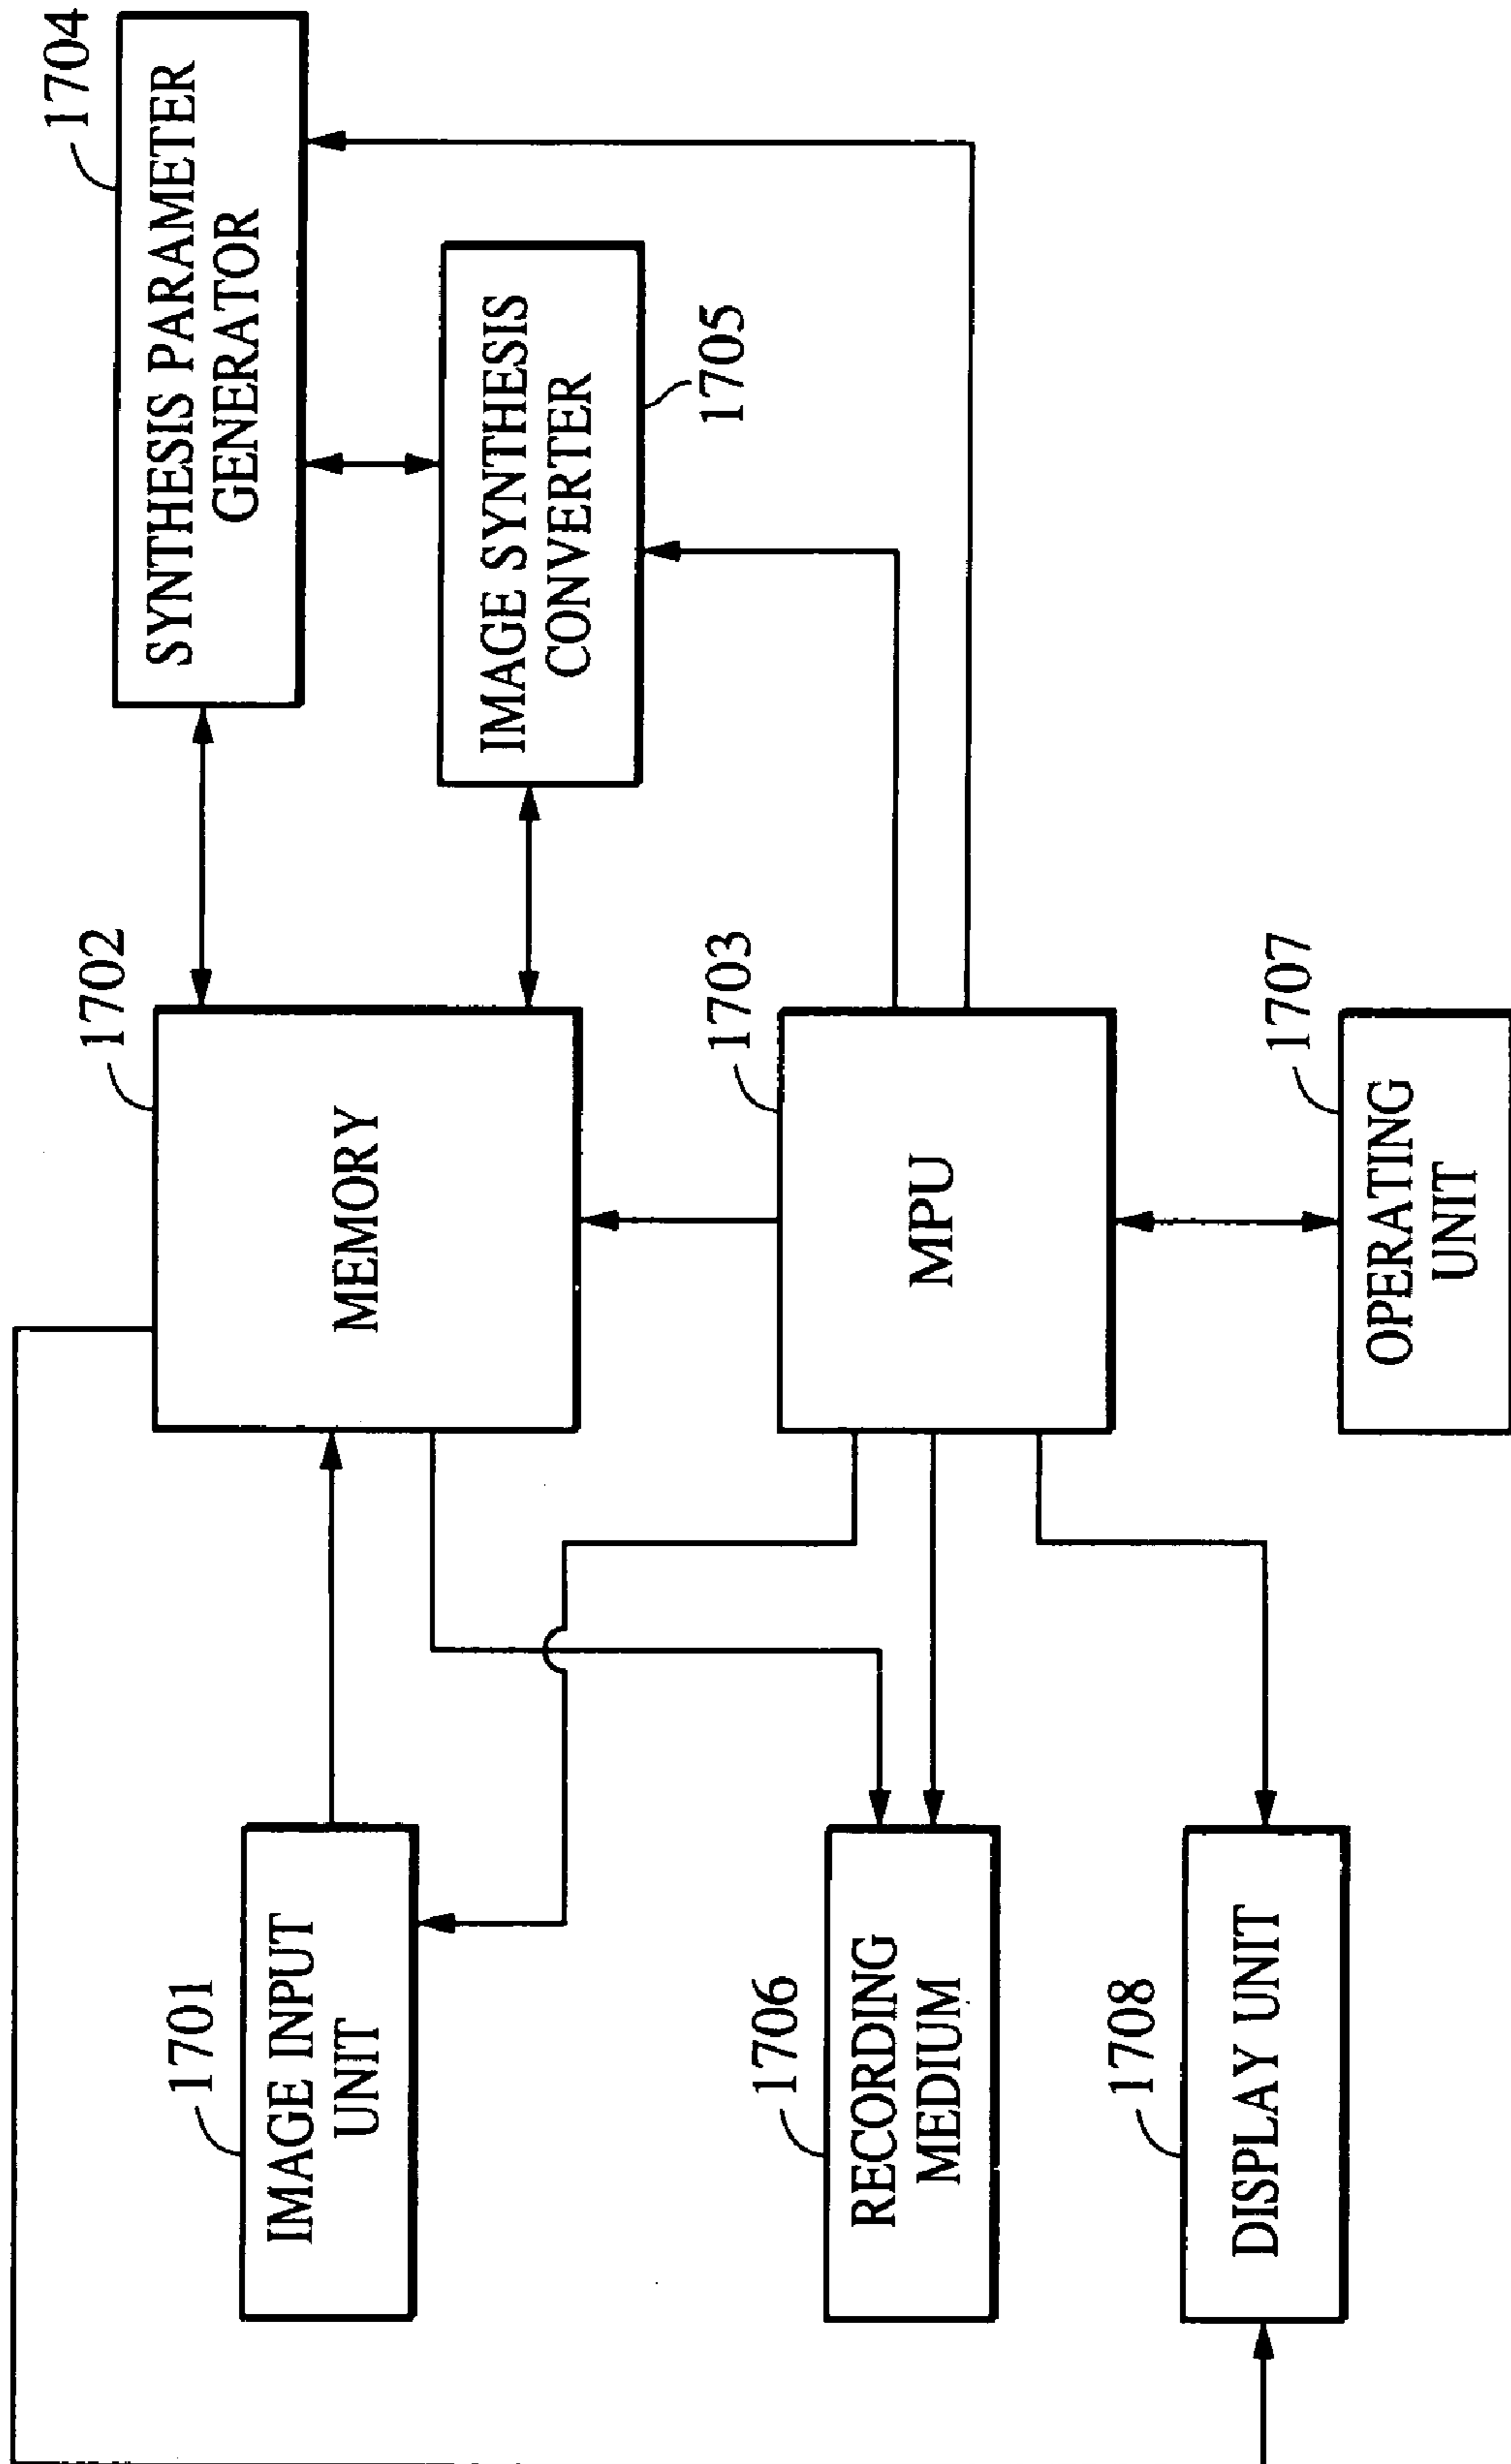 1701
IMAGE INPUT
UNIT
1702
MEMORY
1704
SYNTHESIS PARAMETER
GENERATOR
IMAGE SYNTHESIS
CONVERTER
1705
1706
RECORDING
MEDIUM
1703
MPU
1708
DISPLAY UNIT
1707
OPERATING
UNIT